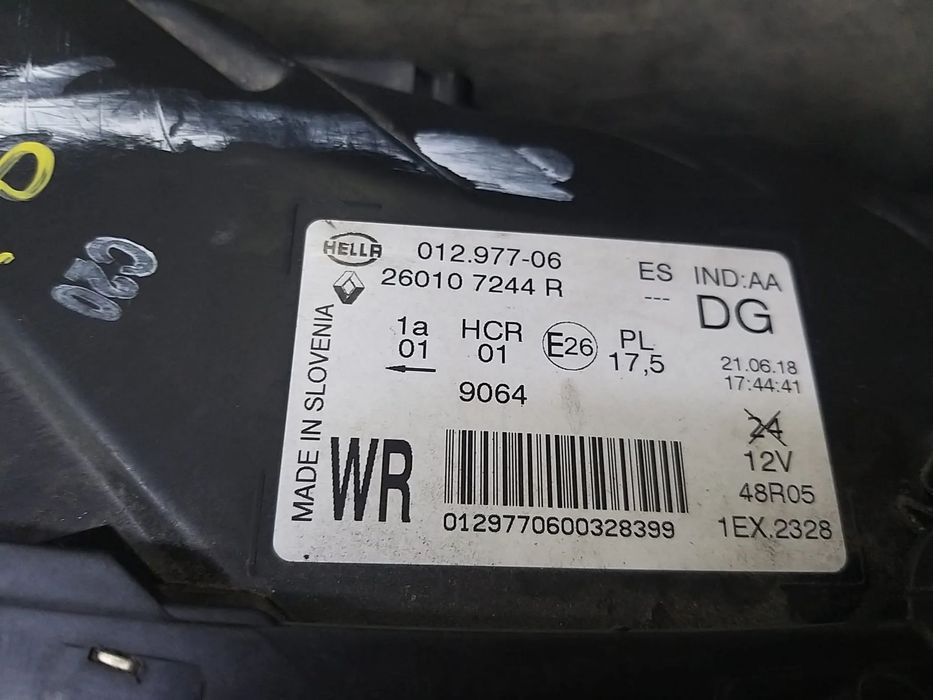 HELLA 012.977-06
26010 7244 R
ES IND:AA
--- DG
1a HCR E26 PL
01 01 17,5
9064
21.06.18
17:44:41
24
12V
48R05
1EX.2328
MADE IN SLOVENIA
WR
0129770600328399